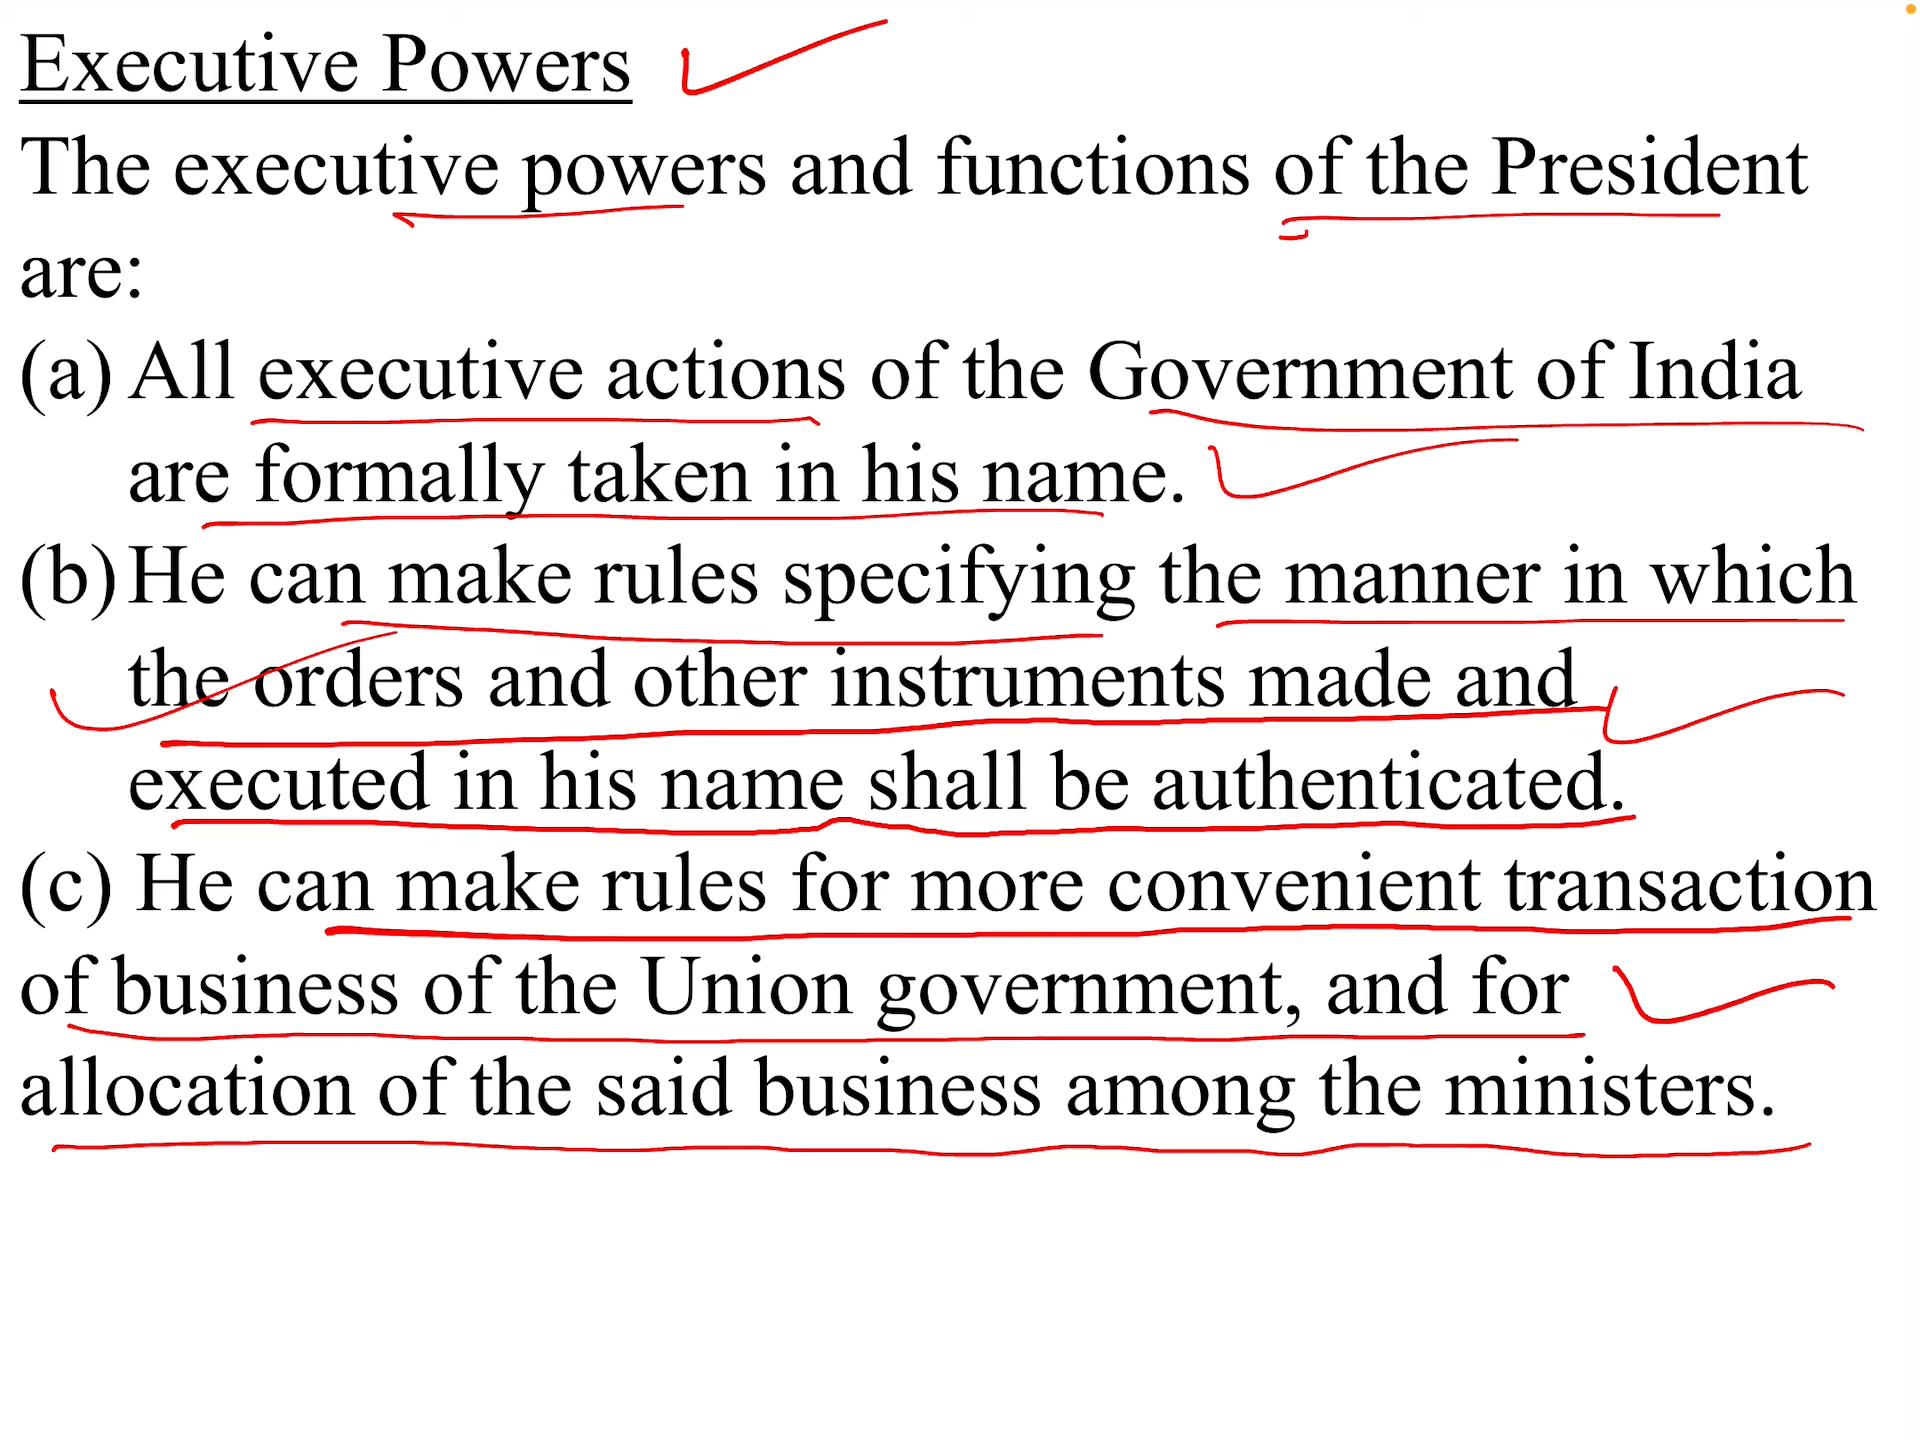 Executive Powers
The executive powers and functions of the President
are:
(a) All executive actions of the Government of India
are formally taken in his name.
(b) He can make rules specifying the manner in which
the orders and other instruments made and
executed in his name shall be authenticated.
(c) He can make rules for more convenient transaction
of business of the Union government, and for
allocation of the said business among the ministers.